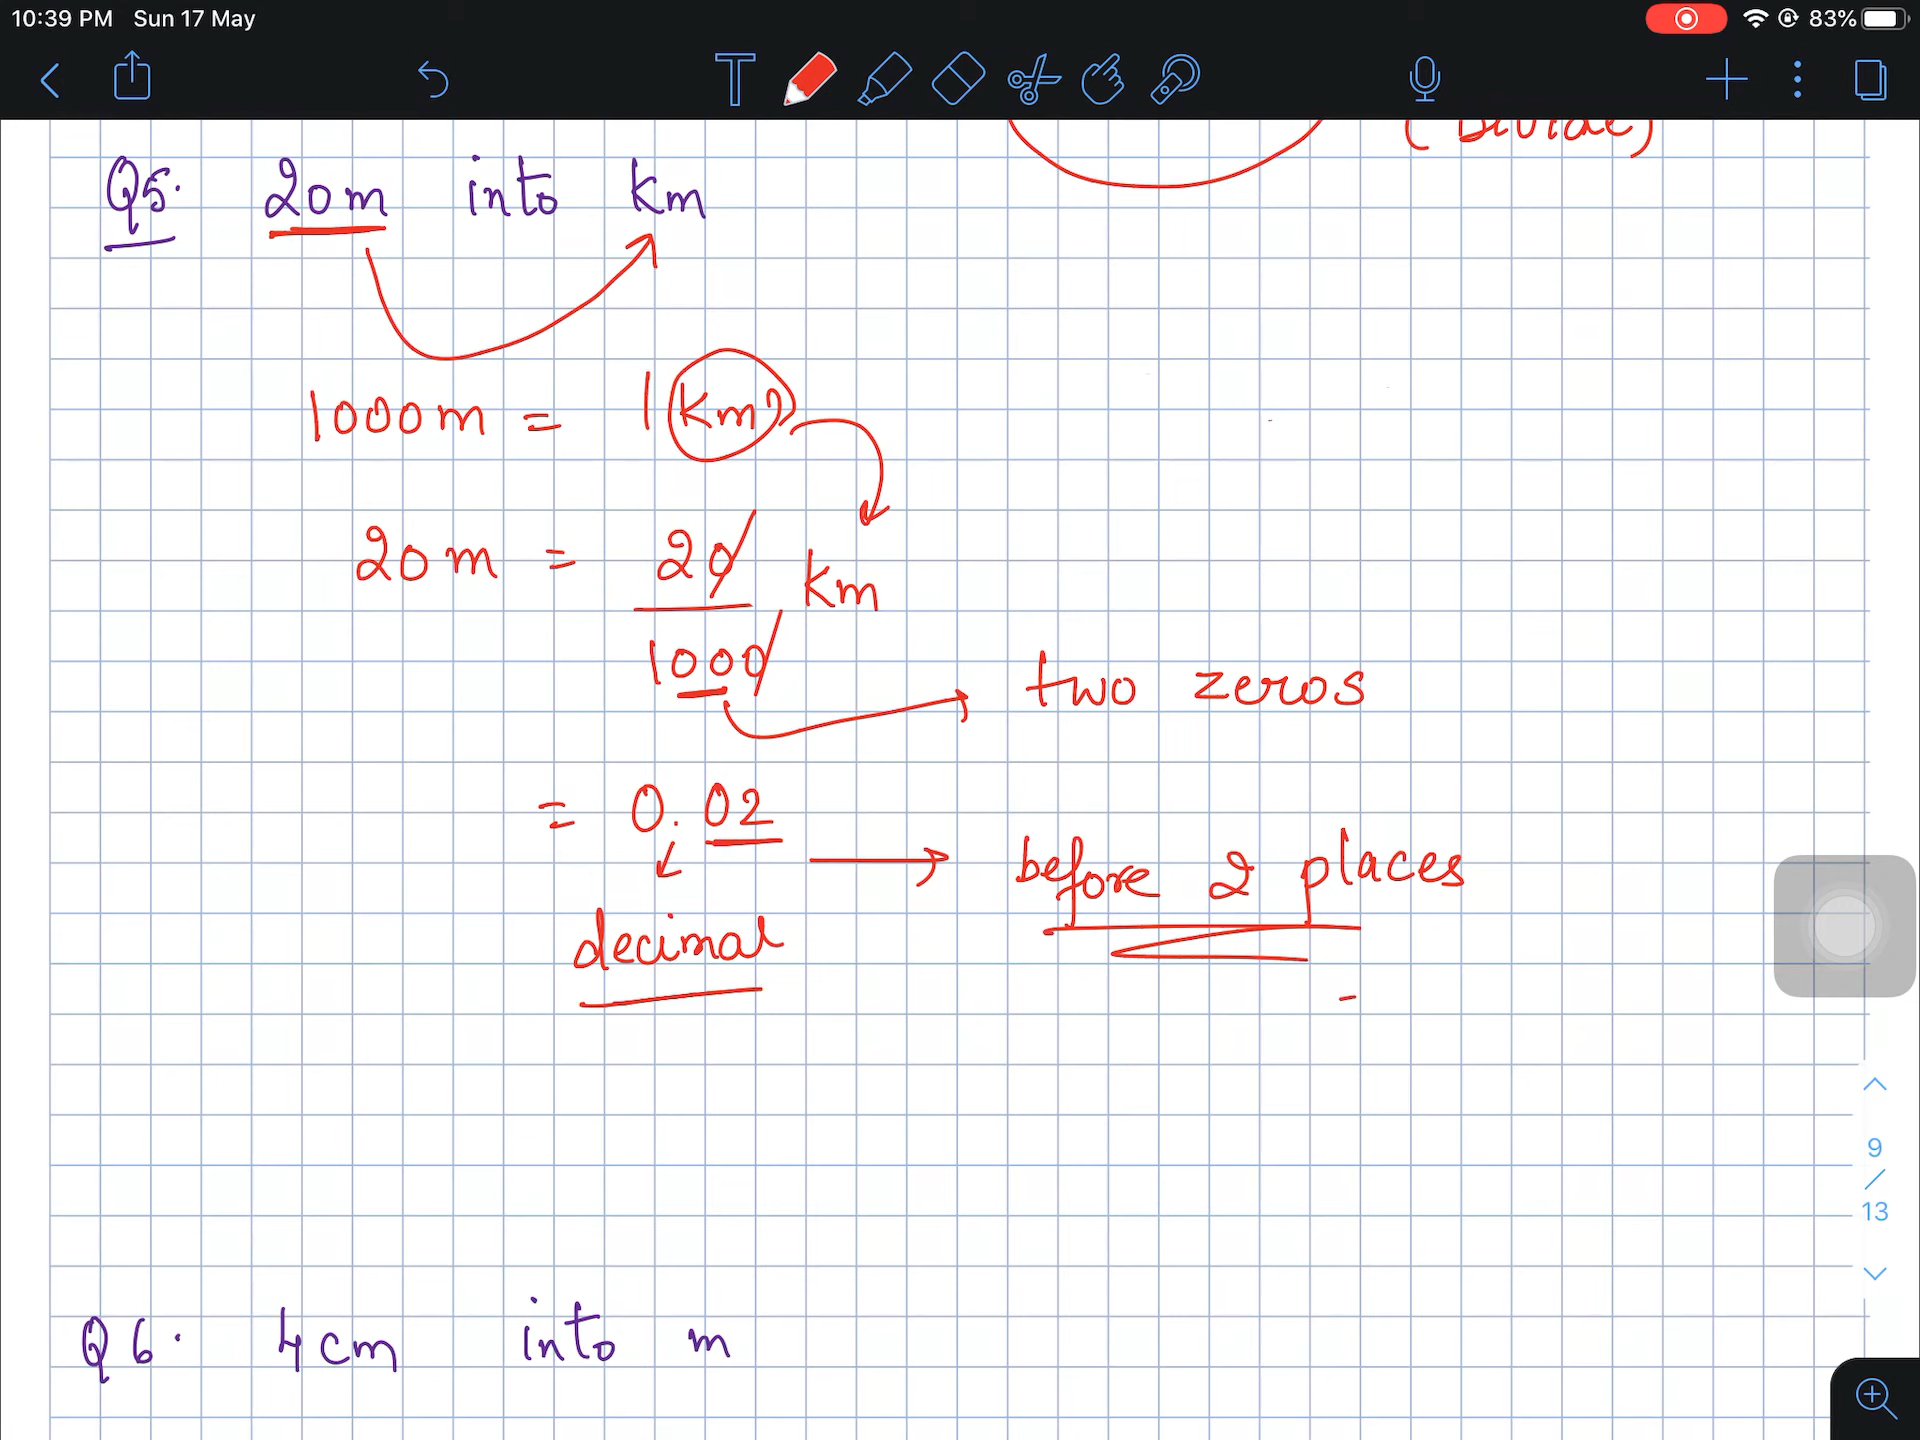 10:39 PM Sun 17 May 83%
(Divide)
Q5. 20m into km
1000m = 1 km
20m = 20 km
1000
two zeros
= 0.02
before 2 places
decimal
9
/
13
Q6. 4cm into m